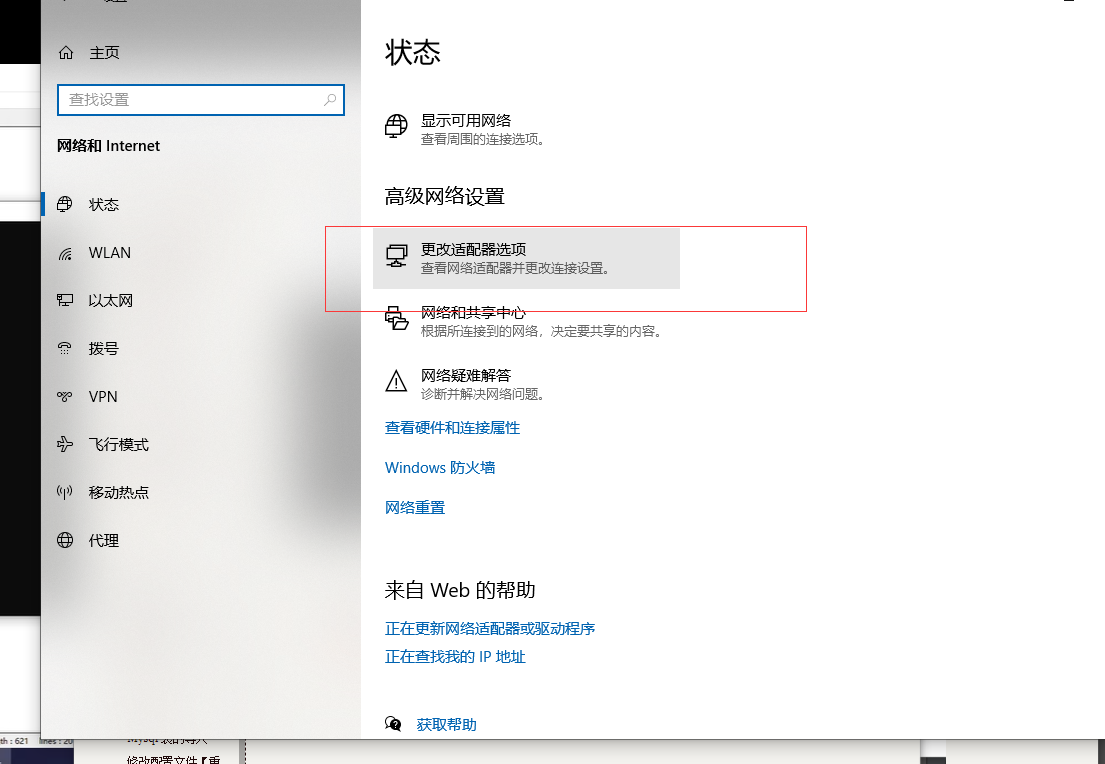 主页
查找设置
网络和 Internet
状态
WLAN
以太网
拨号
VPN
飞行模式
移动热点
代理
状态
显示可用网络
查看周围的连接选项。
高级网络设置
更改适配器选项
查看网络适配器并更改连接设置。
网络和共享中心
根据所连接到的网络，决定要共享的内容。
网络疑难解答
诊断并解决网络问题。
查看硬件和连接属性
Windows 防火墙
网络重置
来自 Web 的帮助
正在更新网络适配器或驱动程序
正在查找我的 IP 地址
获取帮助
th : 621 lines : 20
修改配置文件【重